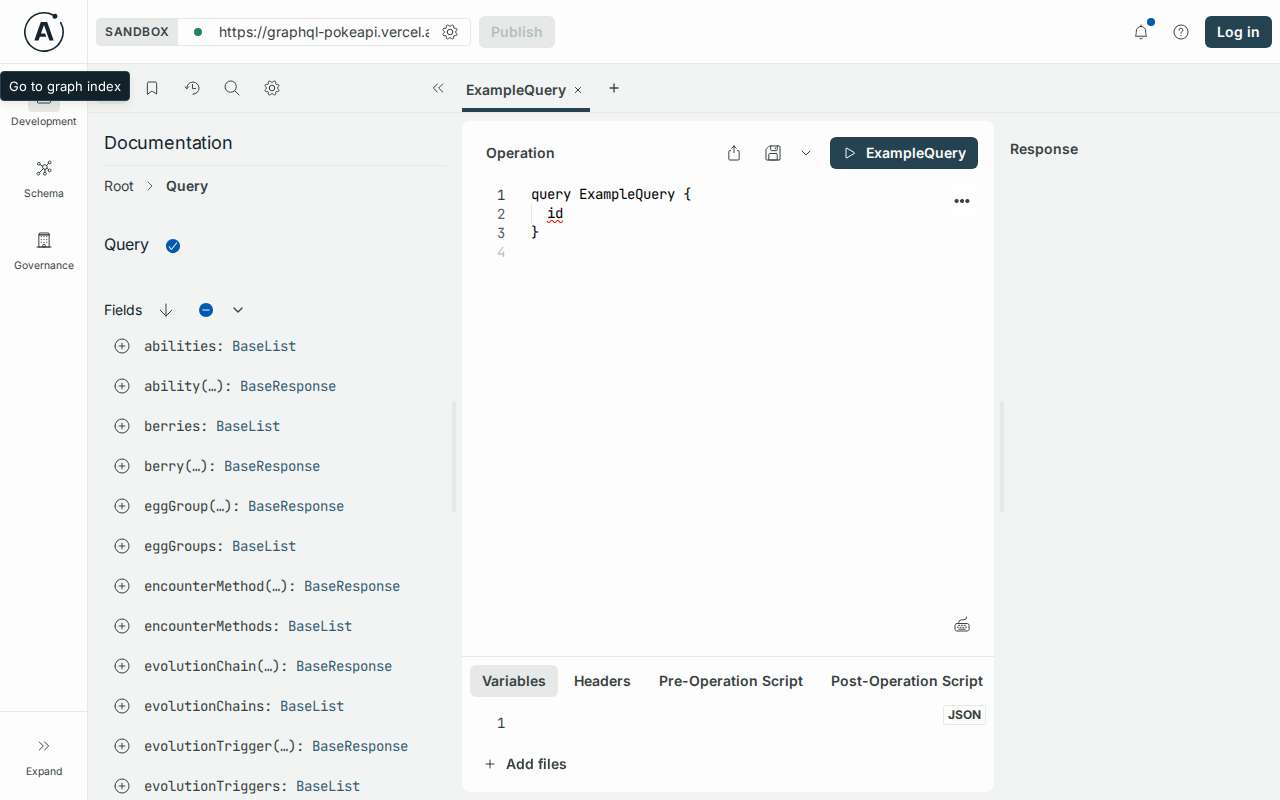 SANDBOX
https://graphql-pokeapi.vercel.a
Publish
Log in
Go to graph index
ExampleQuery
Development
Schema
Governance
Expand
Documentation
Root > Query
Query
Fields
abilities: BaseList
ability(…): BaseResponse
berries: BaseList
berry(…): BaseResponse
eggGroup(…): BaseResponse
eggGroups: BaseList
encounterMethod(…): BaseResponse
encounterMethods: BaseList
evolutionChain(…): BaseResponse
evolutionChains: BaseList
evolutionTrigger(…): BaseResponse
evolutionTriggers: BaseList
Operation
ExampleQuery
1 query ExampleQuery {
2 id
3 }
4
Variables Headers Pre-Operation Script Post-Operation Script
1
JSON
Add files
Response